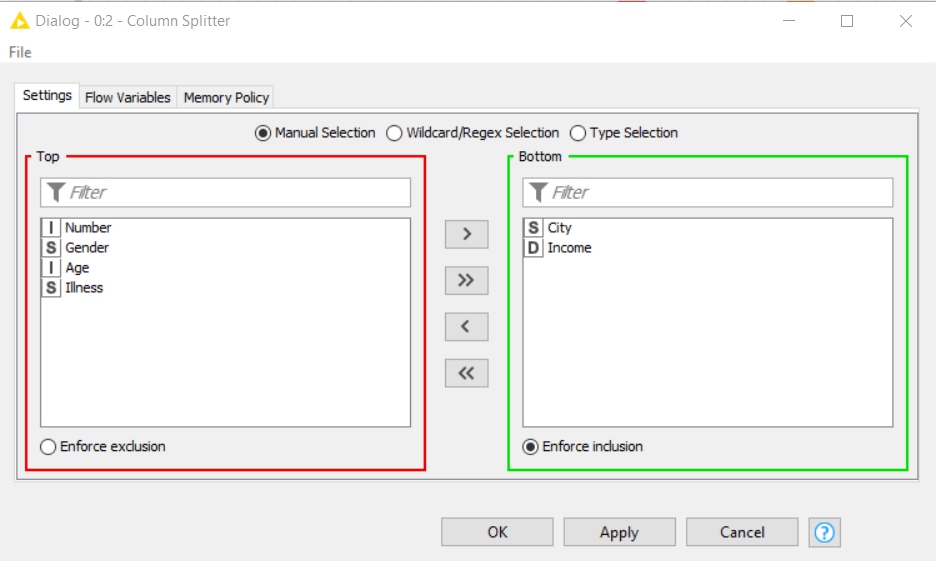 Dialog - 0:2 - Column Splitter
File
Settings Flow Variables Memory Policy
Manual Selection Wildcard/Regex Selection Type Selection
Top
Filter
I Number
S Gender
I Age
S Illness
Enforce exclusion
>
>>
<
<<
Bottom
Filter
S City
D Income
Enforce inclusion
OK Apply Cancel ?